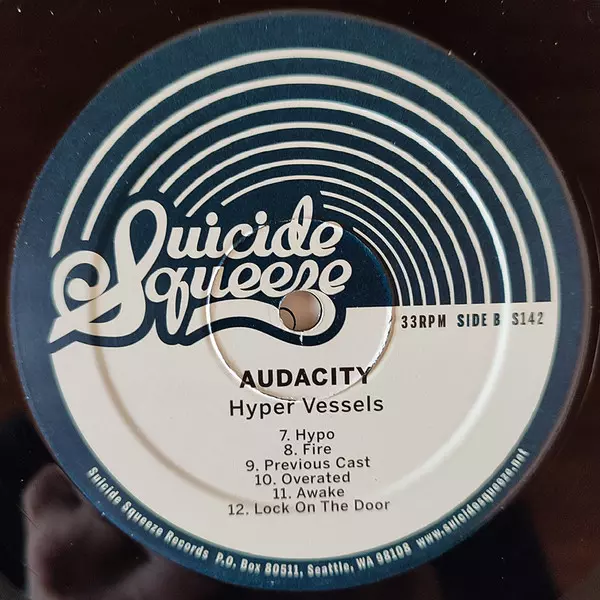 Suicide
Squeeze
33RPM SIDE B S142
AUDACITY
Hyper Vessels
7. Hypo
8. Fire
9. Previous Cast
10. Overated
11. Awake
12. Lock On The Door
Suicide Squeeze Records P.O. Box 80511, Seattle, WA 98108 www.suicidesqueeze.net